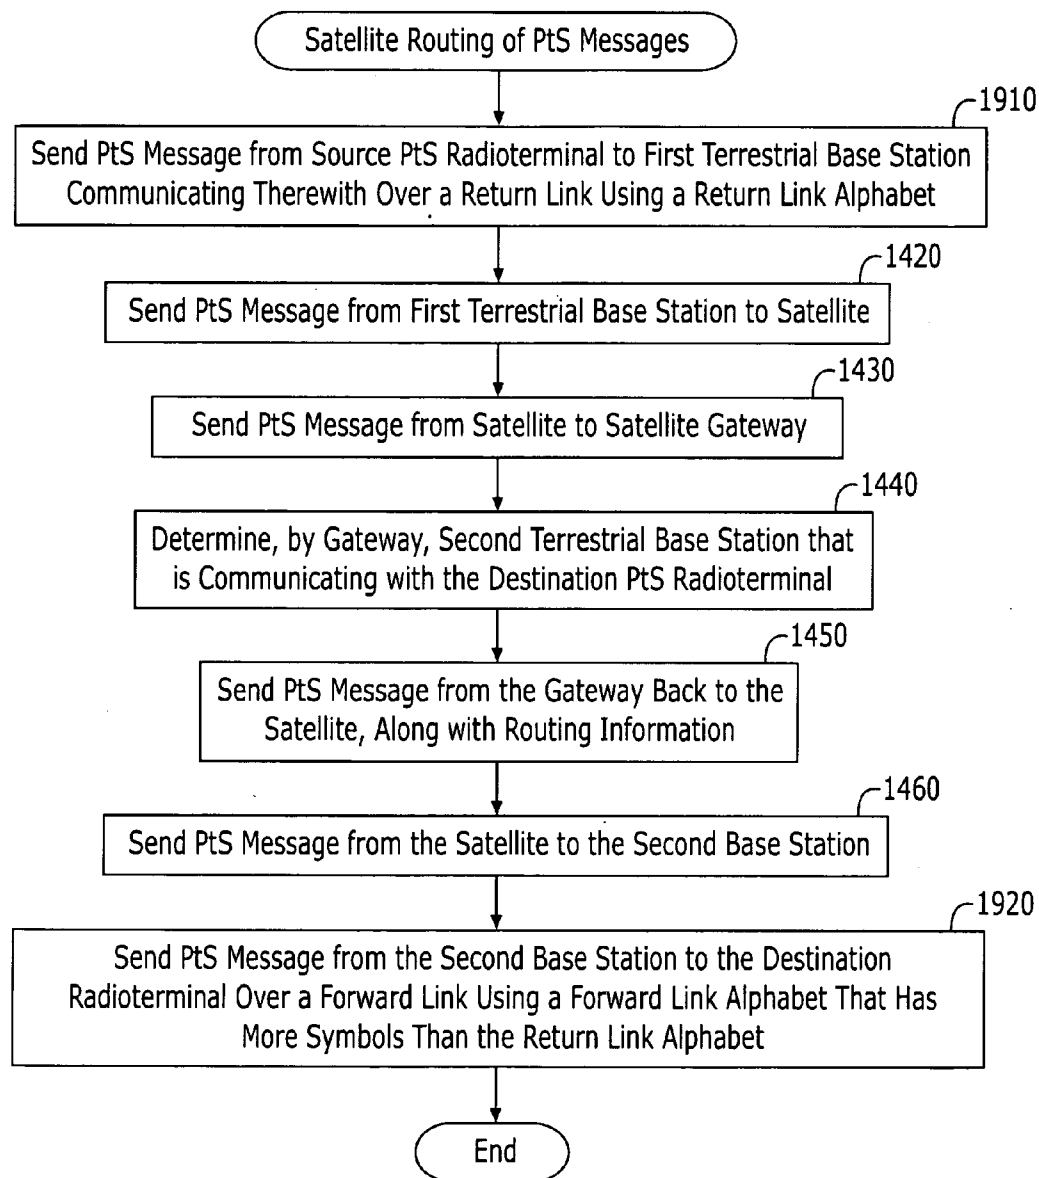 Satellite Routing of PtS Messages
1910
Send PtS Message from Source PtS Radioterminal to First Terrestrial Base Station
Communicating Therewith Over a Return Link Using a Return Link Alphabet
1420
Send PtS Message from First Terrestrial Base Station to Satellite
1430
Send PtS Message from Satellite to Satellite Gateway
1440
Determine, by Gateway, Second Terrestrial Base Station that
is Communicating with the Destination PtS Radioterminal
1450
Send PtS Message from the Gateway Back to the
Satellite, Along with Routing Information
1460
Send PtS Message from the Satellite to the Second Base Station
1920
Send PtS Message from the Second Base Station to the Destination
Radioterminal Over a Forward Link Using a Forward Link Alphabet That Has
More Symbols Than the Return Link Alphabet
End